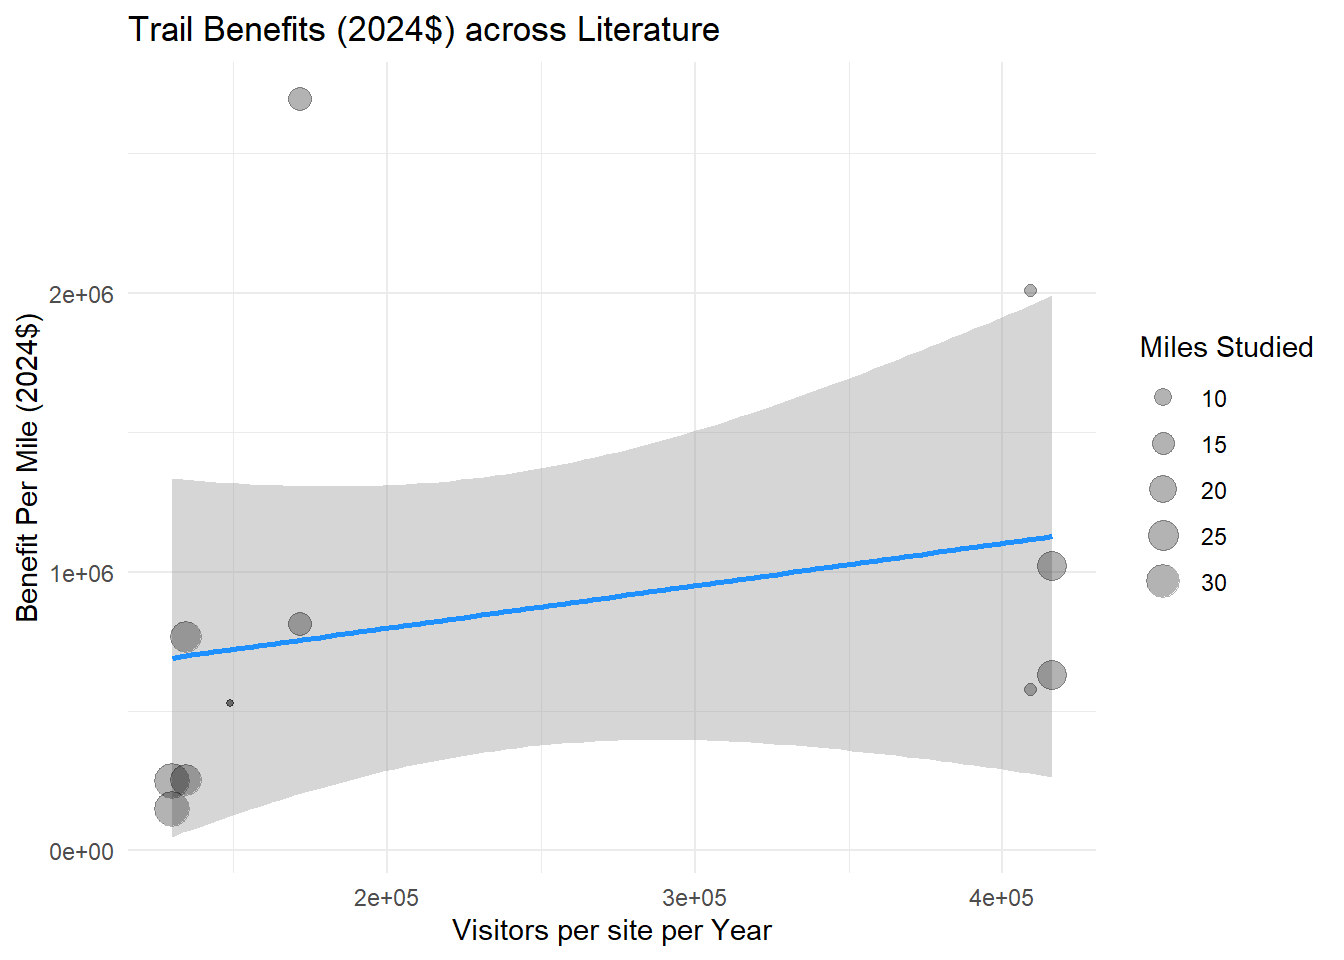 Trail Benefits (2024$) across Literature
Benefit Per Mile (2024$)
2e+06
1e+06
0e+00
2e+05
3e+05
4e+05
Visitors per site per Year
Miles Studied
10
15
20
25
30